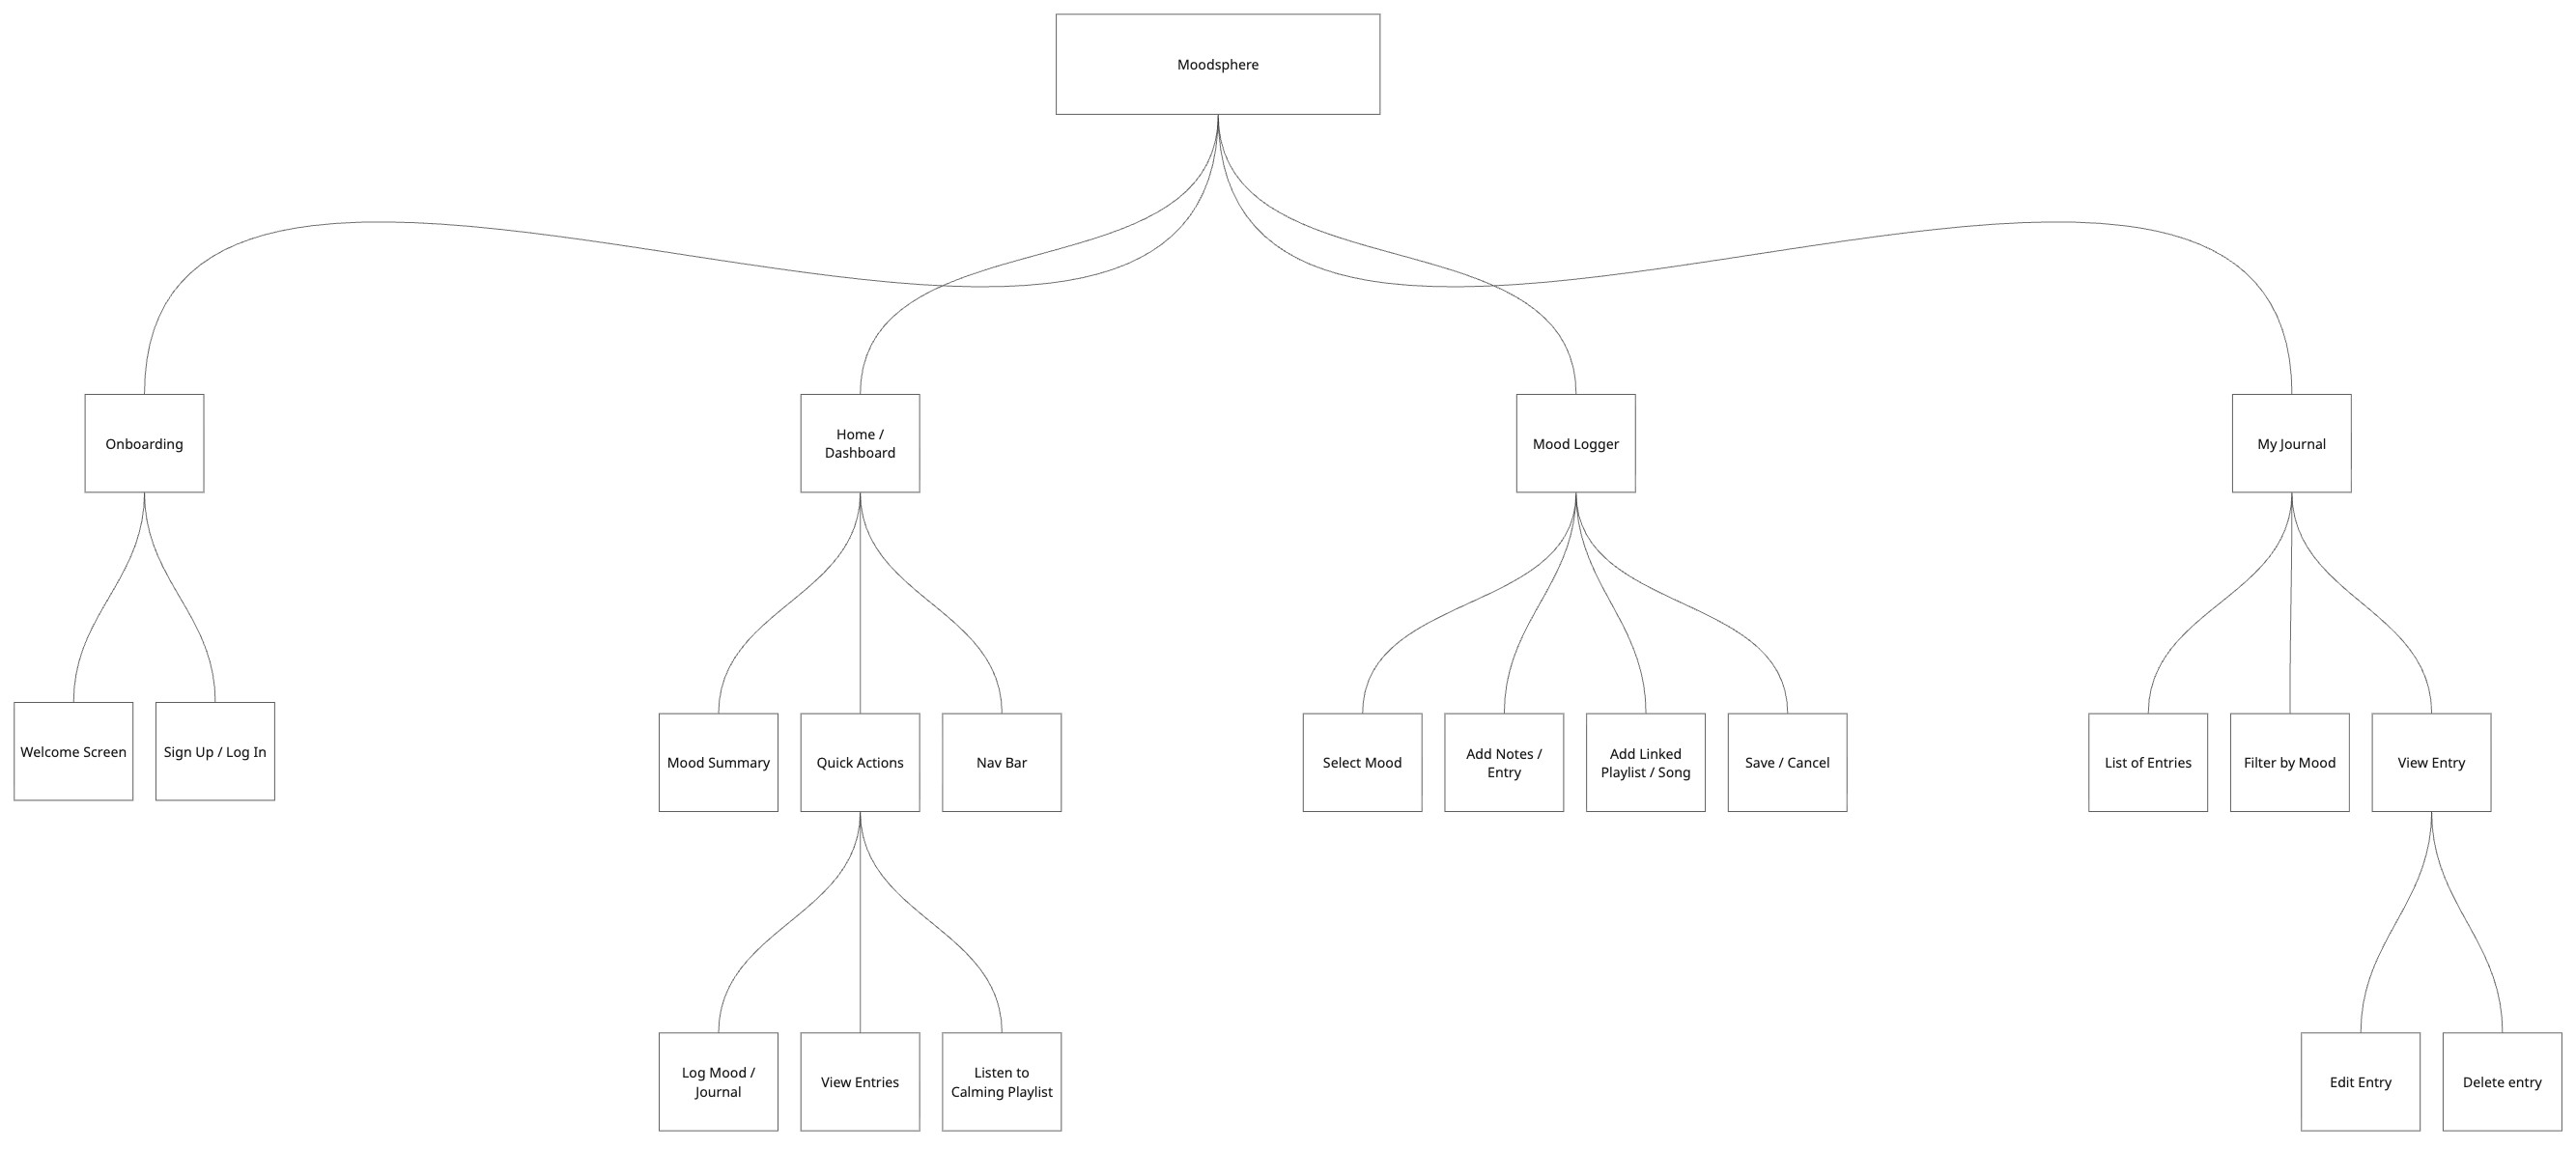 Moodsphere
Onboarding
Home /
Dashboard
Mood Logger
My Journal
Welcome Screen
Sign Up / Log In
Mood Summary
Quick Actions
Nav Bar
Select Mood
Add Notes /
Entry
Add Linked
Playlist / Song
Save / Cancel
List of Entries
Filter by Mood
View Entry
Log Mood /
Journal
View Entries
Listen to
Calming Playlist
Edit Entry
Delete entry